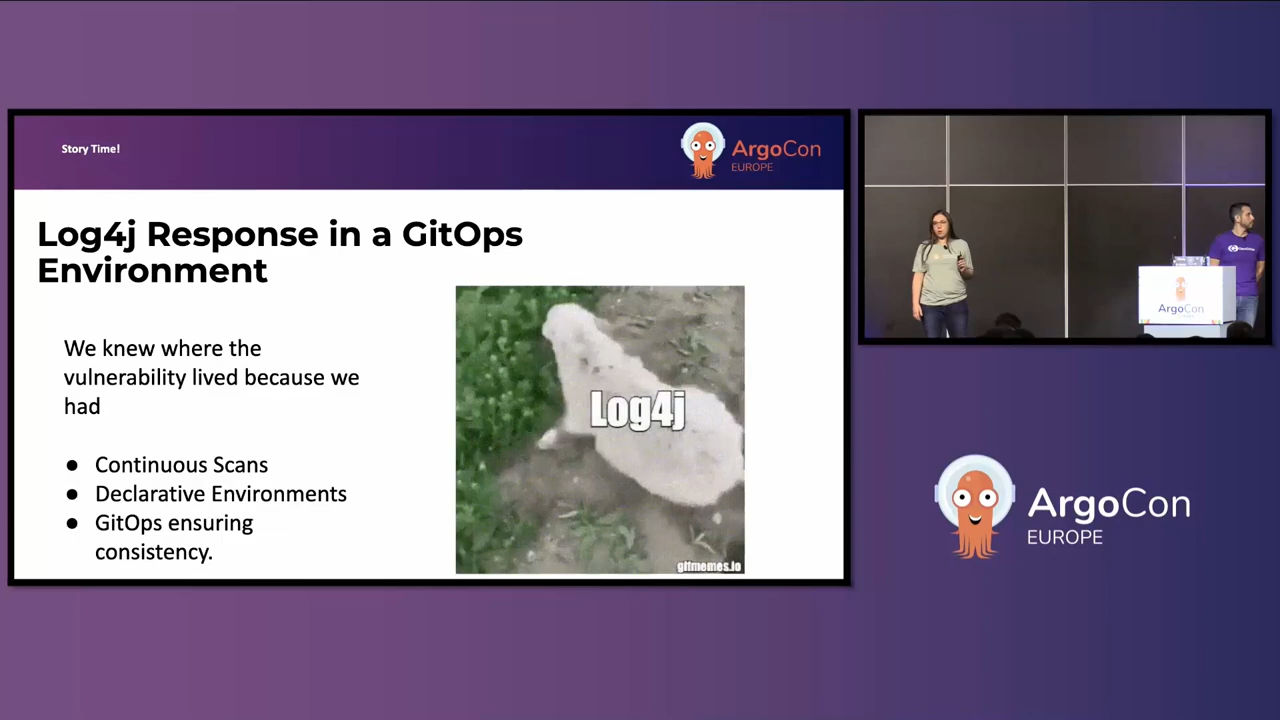 Story Time!
ArgoCon
EUROPE
Log4j Response in a GitOps
Environment
We knew where the
vulnerability lived because we
had
● Continuous Scans
● Declarative Environments
● GitOps ensuring
consistency.
Log4j
gifmemes.io
ArgoCon
ArgoCon
EUROPE